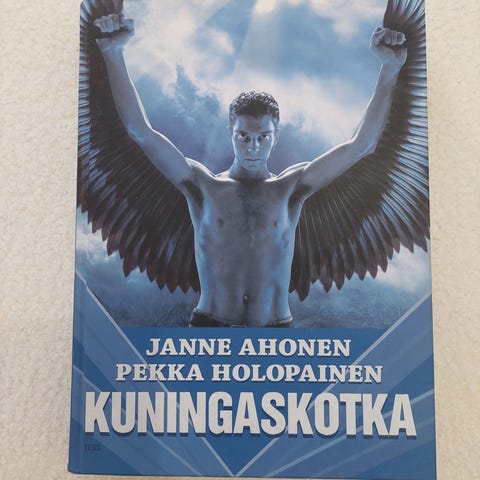 JANNE AHONEN
PEKKA HOLOPAINEN
KUNINGASKOTKA